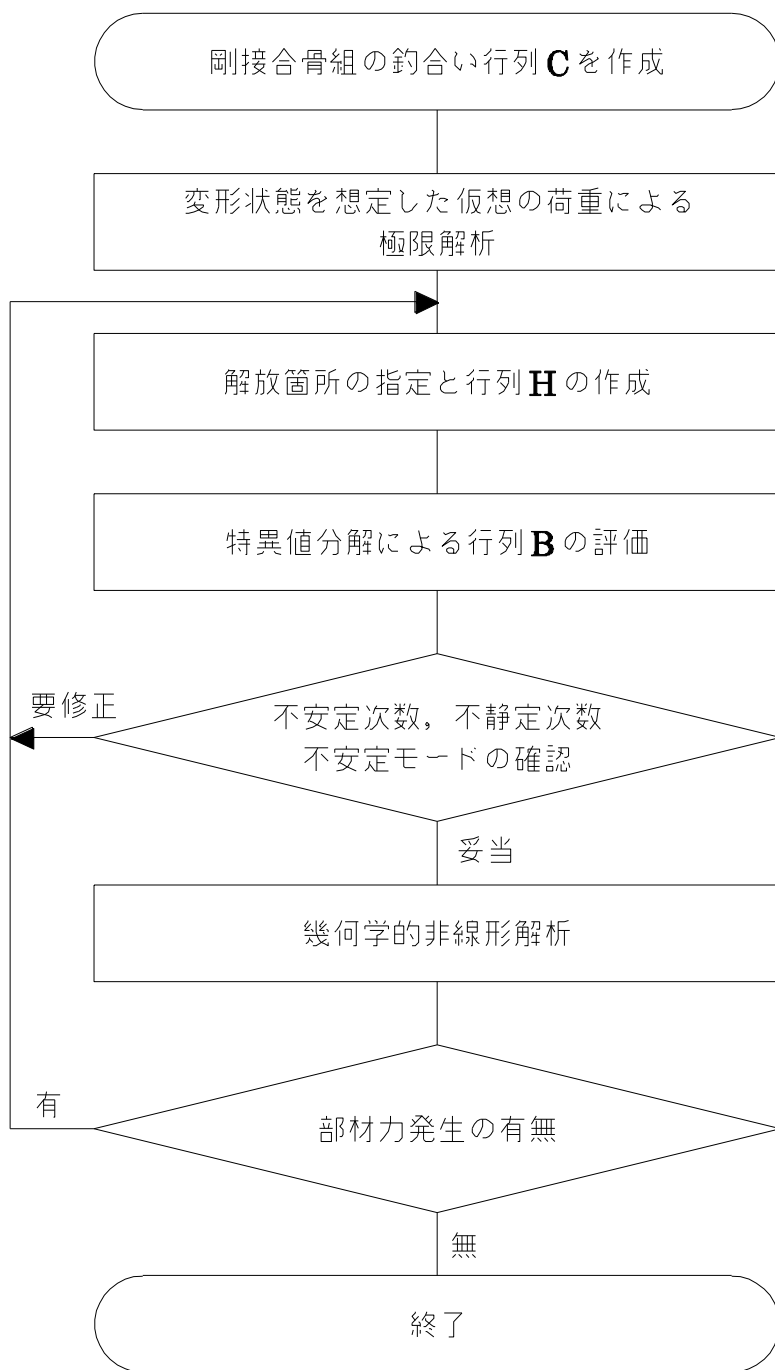 剛接合骨組の釣合い行列Cを作成
変形状態を想定した仮想の荷重による
極限解析
解放箇所の指定と行列Hの作成
特異値分解による行列Bの評価
要修正
不安定次数，不静定次数
不安定モードの確認
妥当
幾何学的非線形解析
有
部材力発生の有無
無
終了